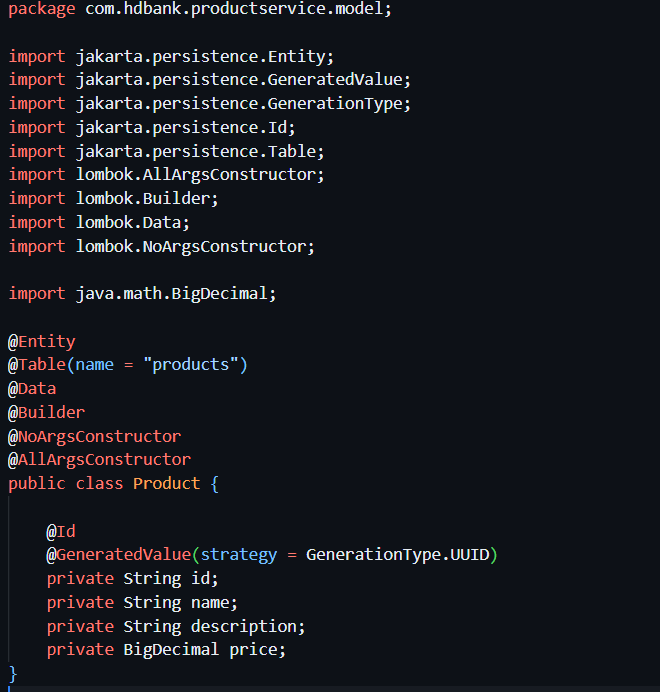 package com.hdbank.productservice.model;
import jakarta.persistence.Entity;
import jakarta.persistence.GeneratedValue;
import jakarta.persistence.GenerationType;
import jakarta.persistence.Id;
import jakarta.persistence.Table;
import lombok.AllArgsConstructor;
import lombok.Builder;
import lombok.Data;
import lombok.NoArgsConstructor;
import java.math.BigDecimal;
@Entity
@Table(name = "products")
@Data
@Builder
@NoArgsConstructor
@AllArgsConstructor
public class Product {
    @Id
    @GeneratedValue(strategy = GenerationType.UUID)
    private String id;
    private String name;
    private String description;
    private BigDecimal price;
}